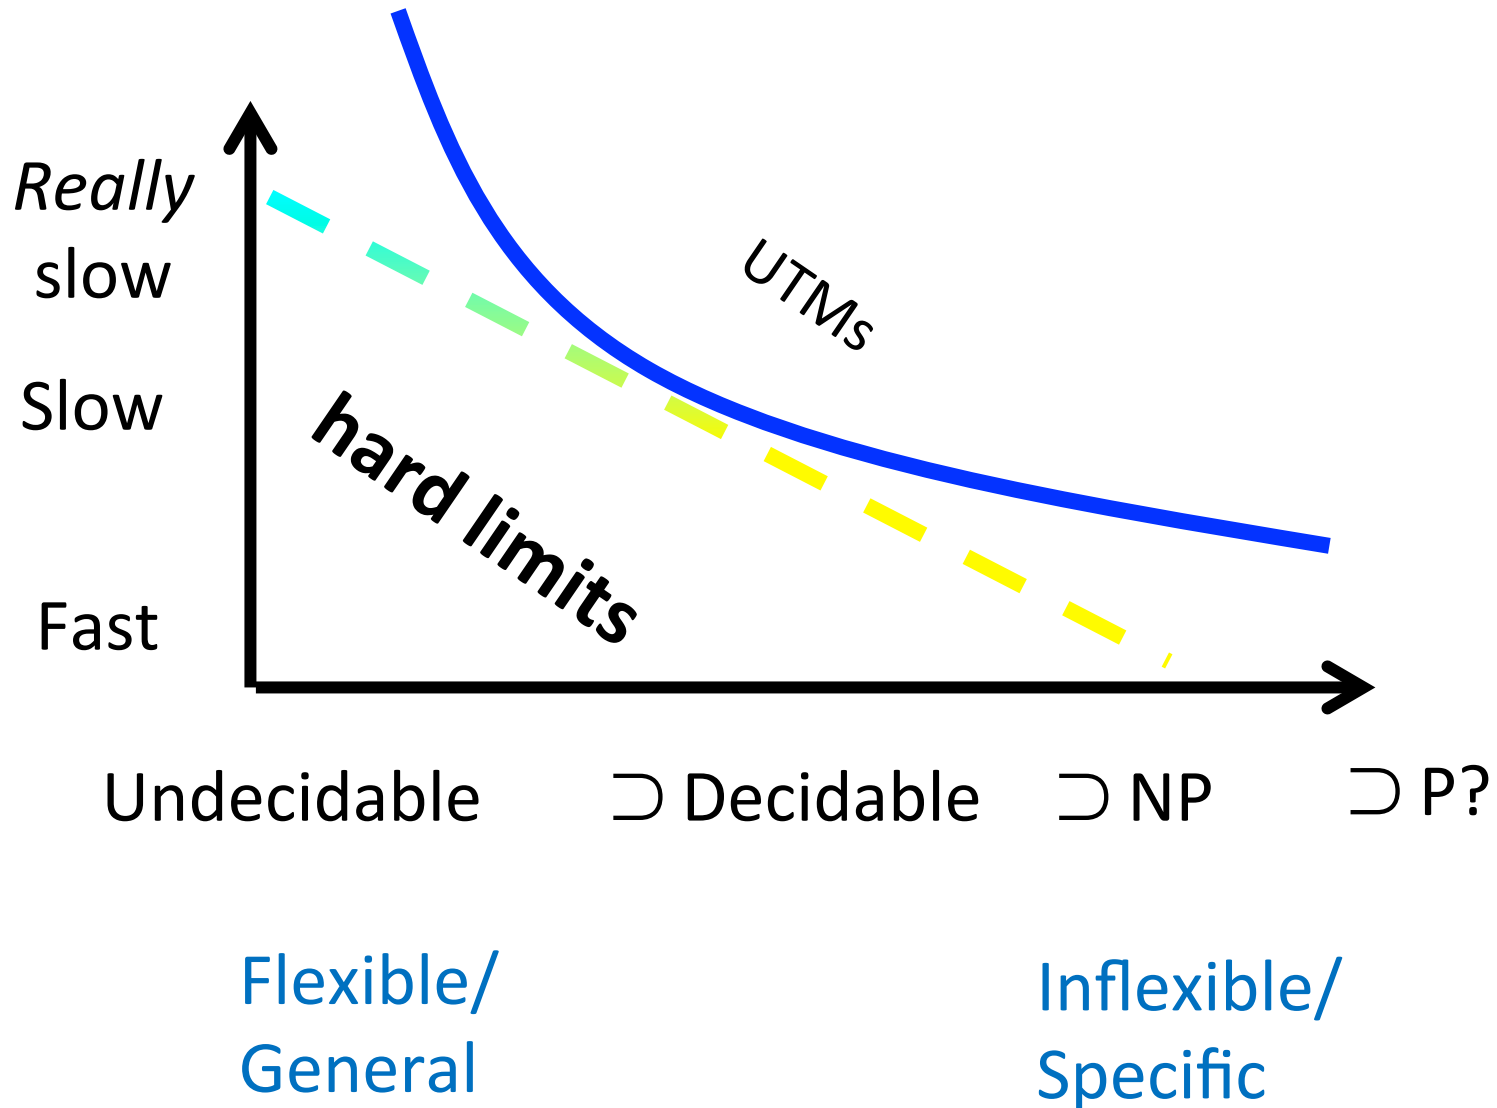 Really
slow
UTMs
Slow
hard limits
Fast
Undecidable ⊃ Decidable ⊃ NP ⊃ P?
Flexible/
General
Inflexible/
Specific